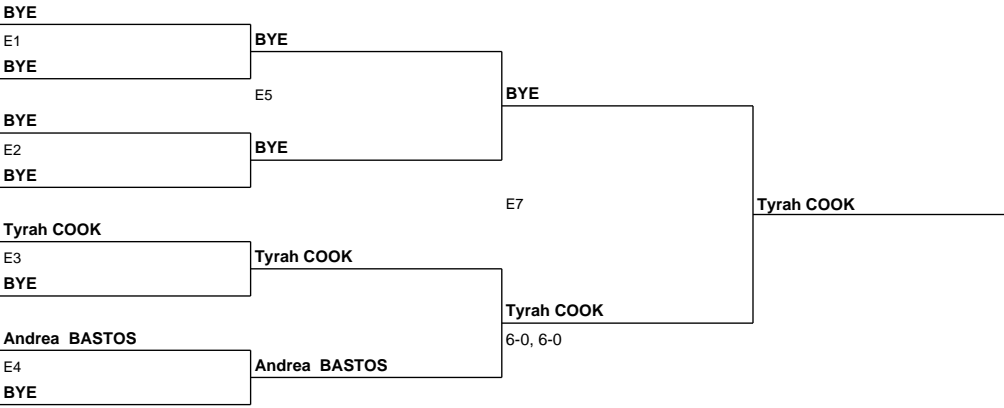 BYE
E1
BYE
BYE
E5
BYE
BYE
E2
BYE
BYE
E7
Tyrah COOK
Tyrah COOK
E3
Tyrah COOK
BYE
Tyrah COOK
6-0, 6-0
Andrea BASTOS
E4
Andrea BASTOS
BYE